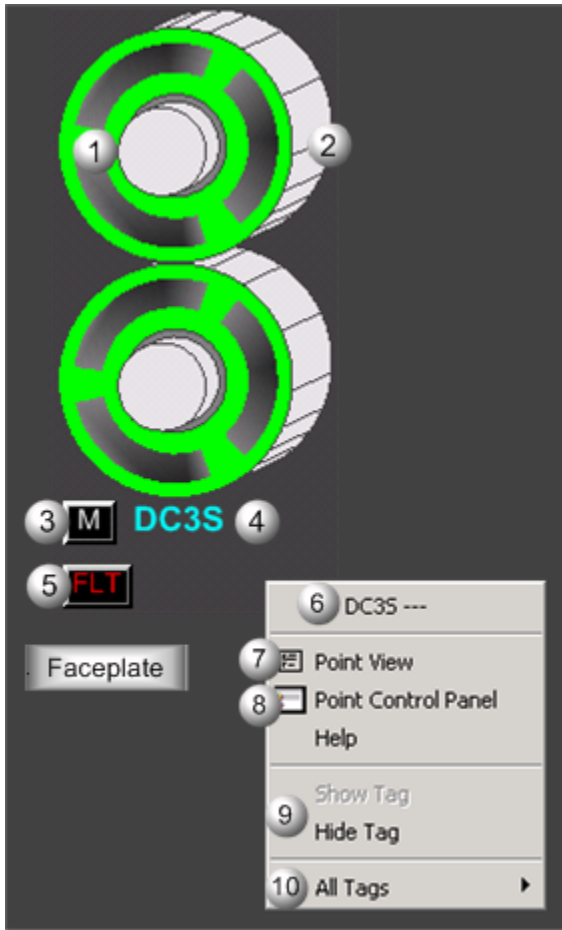 1
2
3 M DC3S 4
5 FLT
Faceplate
6 DC3S ---
7 Point View
8 Point Control Panel
Help
Show Tag
9
Hide Tag
10 All Tags